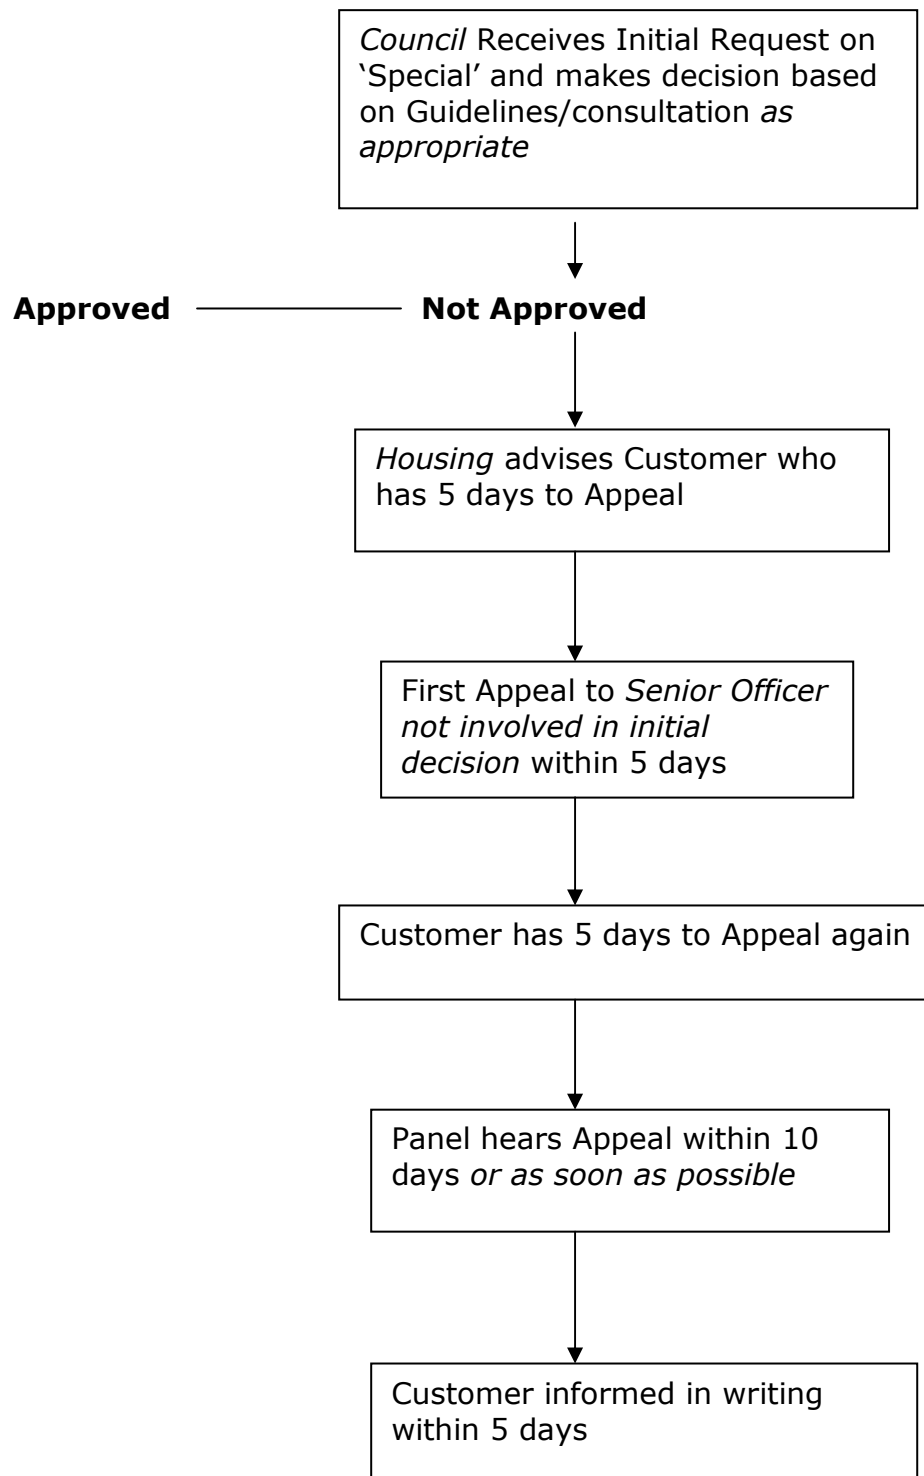 Council Receives Initial Request on
‘Special’ and makes decision based
on Guidelines/consultation as
appropriate
Approved
Not Approved
Housing advises Customer who
has 5 days to Appeal
First Appeal to Senior Officer
not involved in initial
decision within 5 days
Customer has 5 days to Appeal again
Panel hears Appeal within 10
days or as soon as possible
Customer informed in writing
within 5 days